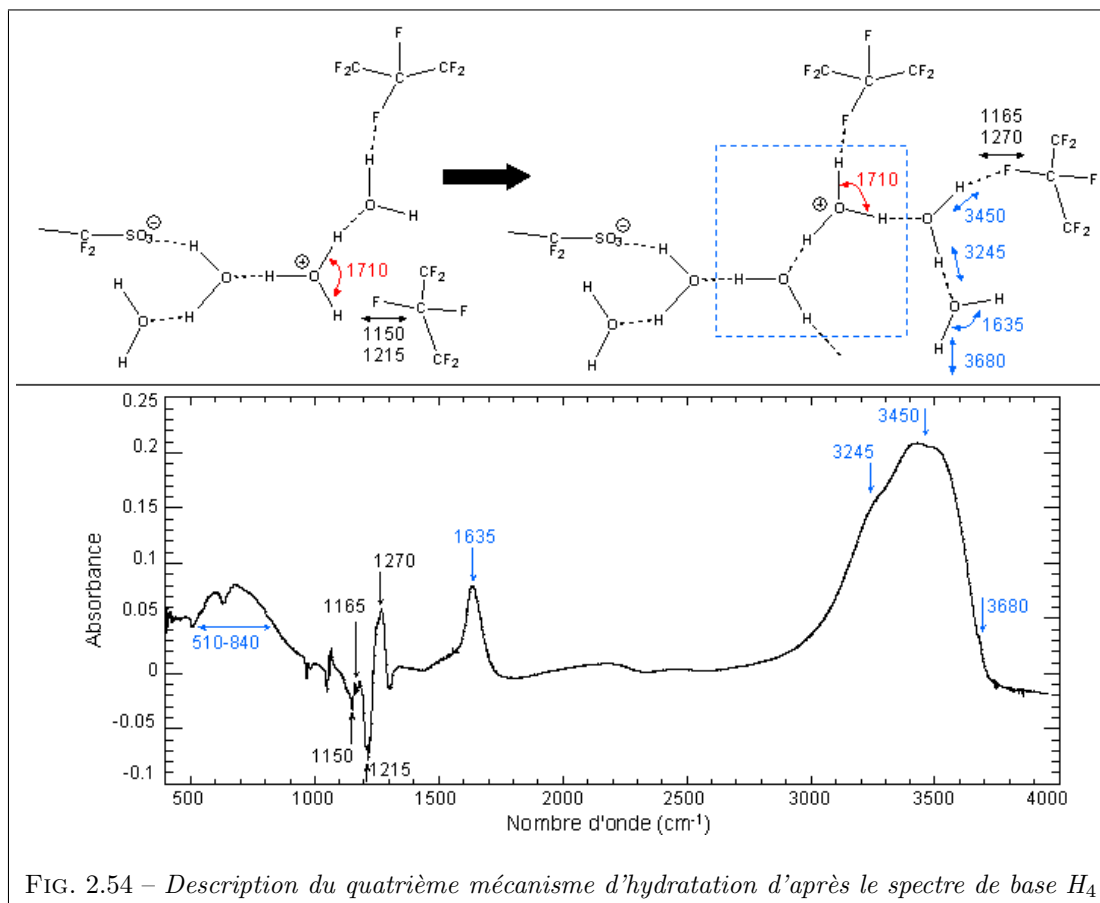 F
F₂C C CF₂
F
H
O H
H
⊖
C SO₃
F₂
H
⊕
O H O
1710
H
H
O H
H
CF₂
F C F
CF₂
1150
1215
F
F₂C C CF₂
F
H
1710
⊕
O H O
H
H
3450
1165
1270
CF₂
F C F
CF₂
3245
H
⊖
C SO₃
F₂
H
O H O
H
H
H
O H
H
H
O H
1635
H
3680
0.25
0.2
0.15
0.1
0.05
0
-0.05
-0.1
Absorbance
510-840
1165
1270
1150
1215
1635
3245
3450
3680
500 1000 1500 2000 2500 3000 3500 4000
Nombre d'onde (cm⁻¹)
FIG. 2.54 – Description du quatrième mécanisme d'hydratation d'après le spectre de base H₄